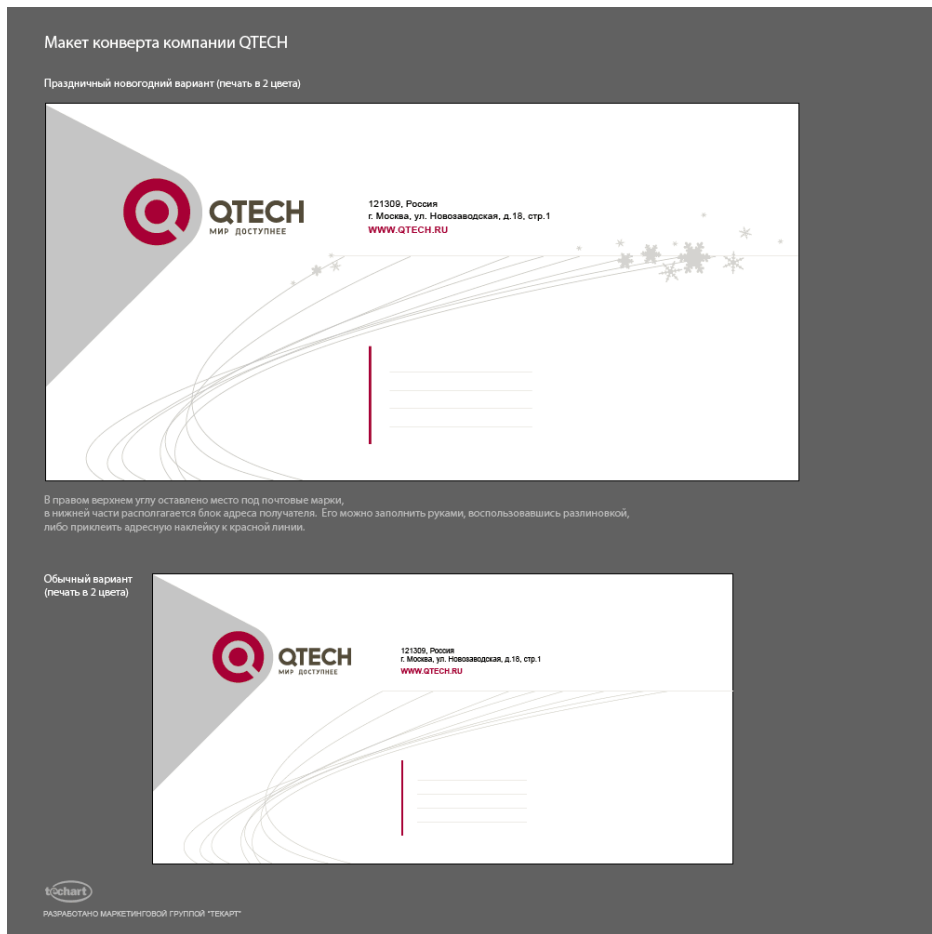 Макет конверта компании QTECH
Праздничный новогодний вариант (печать в 2 цвета)
QTECH
МИР ДОСТУПНЕЕ
121309, Россия
г. Москва, ул. Новозаводская, д.18, стр.1
WWW.QTECH.RU
В правом верхнем углу оставлено место под почтовые марки,
в нижней части располгагается блок адреса получателя. Его можно заполнить руками, воспользовавшись разлиновкой,
либо приклеить адресную наклейку к красной линии.
Обычный вариант
(печать в 2 цвета)
QTECH
МИР ДОСТУПНЕЕ
121309, Россия
г. Москва, ул. Новозаводская, д.18, стр.1
WWW.QTECH.RU
techart
РАЗРАБОТАНО МАРКЕТИНГОВОЙ ГРУППОЙ "ТЕКАРТ"